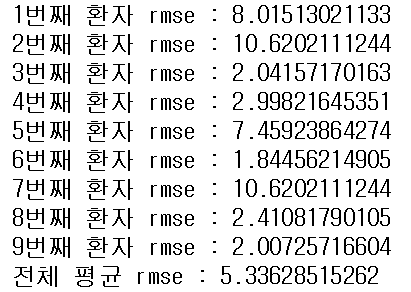 1번째 환자 rmse : 8.01513021133
2번째 환자 rmse : 10.6202111244
3번째 환자 rmse : 2.04157170163
4번째 환자 rmse : 2.99821645351
5번째 환자 rmse : 7.45923864274
6번째 환자 rmse : 1.84456214905
7번째 환자 rmse : 10.6202111244
8번째 환자 rmse : 2.41081790105
9번째 환자 rmse : 2.00725716604
전체 평균 rmse : 5.33628515262